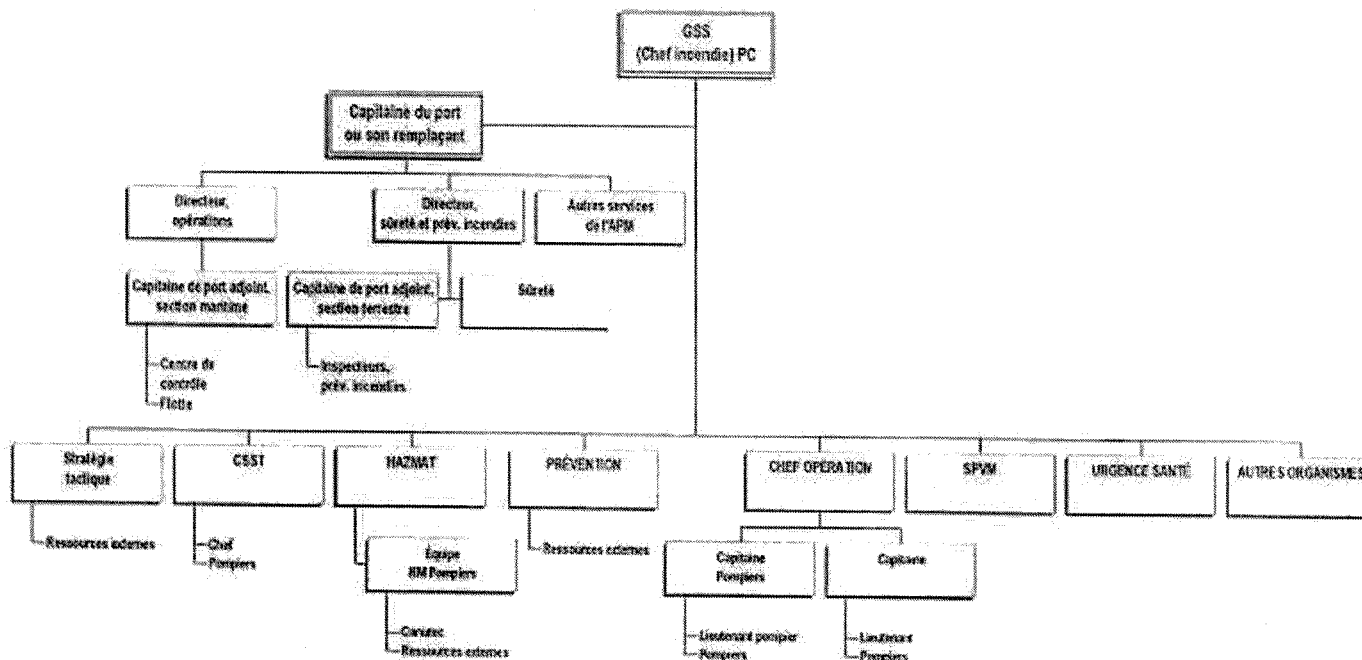 GSS
(Chef incendie) PC
Capitaine du port
ou son remplaçant
Directeur,
opérations
Directeur,
sûreté et prév. incendies
Autres services
de l'APM
Capitaine de port adjoint,
section maritime
Capitaine de port adjoint,
section terrestre
Sûreté
Centre de
contrôle
Flotte
Inspecteurs,
prév. incendies
Stratégie
tactique
CSST
HAZMAT
PRÉVENTION
CHEF OPÉRATION
SPVM
URGENCE SANTÉ
AUTRES ORGANISMES
Ressources externes
Chef
Pompiers
Équipe
HM Pompiers
Ressources externes
Capitaine
Pompiers
Capitaine
Canutec
Ressources externes
Lieutenant pompier
Pompiers
Lieutenant
Pompiers